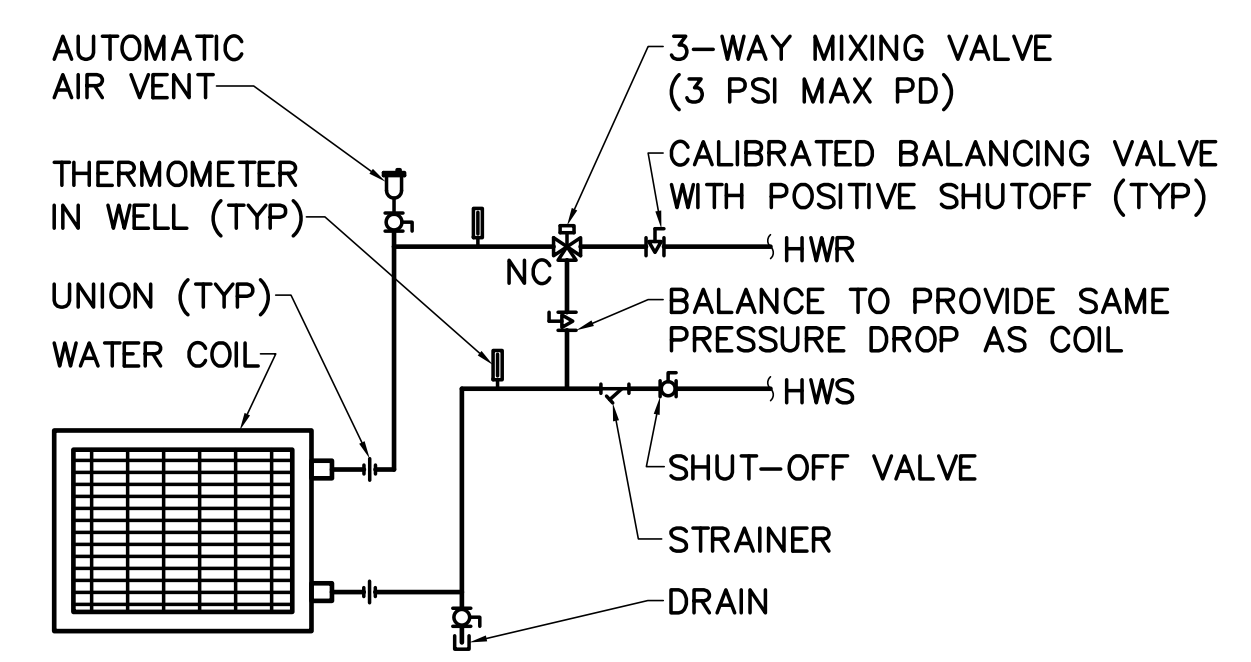 AUTOMATIC
AIR VENT
THERMOMETER
IN WELL (TYP)
UNION (TYP)
WATER COIL
3-WAY MIXING VALVE
(3 PSI MAX PD)
CALIBRATED BALANCING VALVE
WITH POSITIVE SHUTOFF (TYP)
HWR
NC
BALANCE TO PROVIDE SAME
PRESSURE DROP AS COIL
HWS
SHUT-OFF VALVE
STRAINER
DRAIN